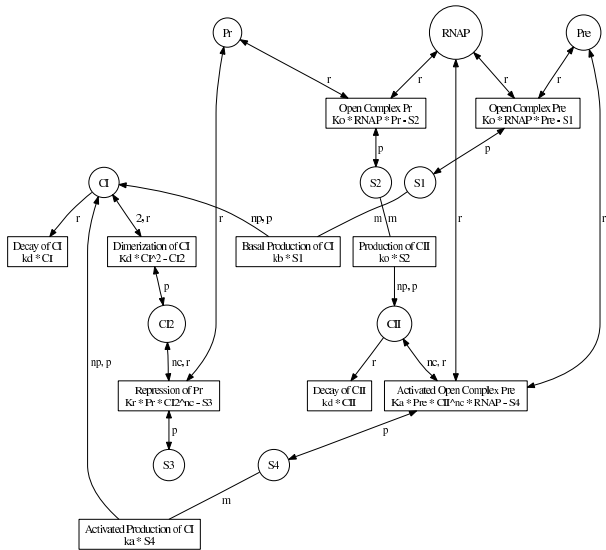 Pr
RNAP
Pre
r
r
r
r
Open Complex Pr
Ko * RNAP * Pr - S2
Open Complex Pre
Ko * RNAP * Pre - S1
p
p
CI
S2
S1
r
2, r
np, p
r
m
m
r
r
Decay of CI
kd * CI
Dimerization of CI
Kd * CI^2 - CI2
Basal Production of CI
kb * S1
Production of CII
ko * S2
p
np, p
CI2
CII
np, p
nc, r
r
nc, r
Repression of Pr
Kr * Pr * CI2^nc - S3
Decay of CII
kd * CII
Activated Open Complex Pre
Ka * Pre * CII^nc * RNAP - S4
p
p
S3
S4
m
Activated Production of CI
ka * S4